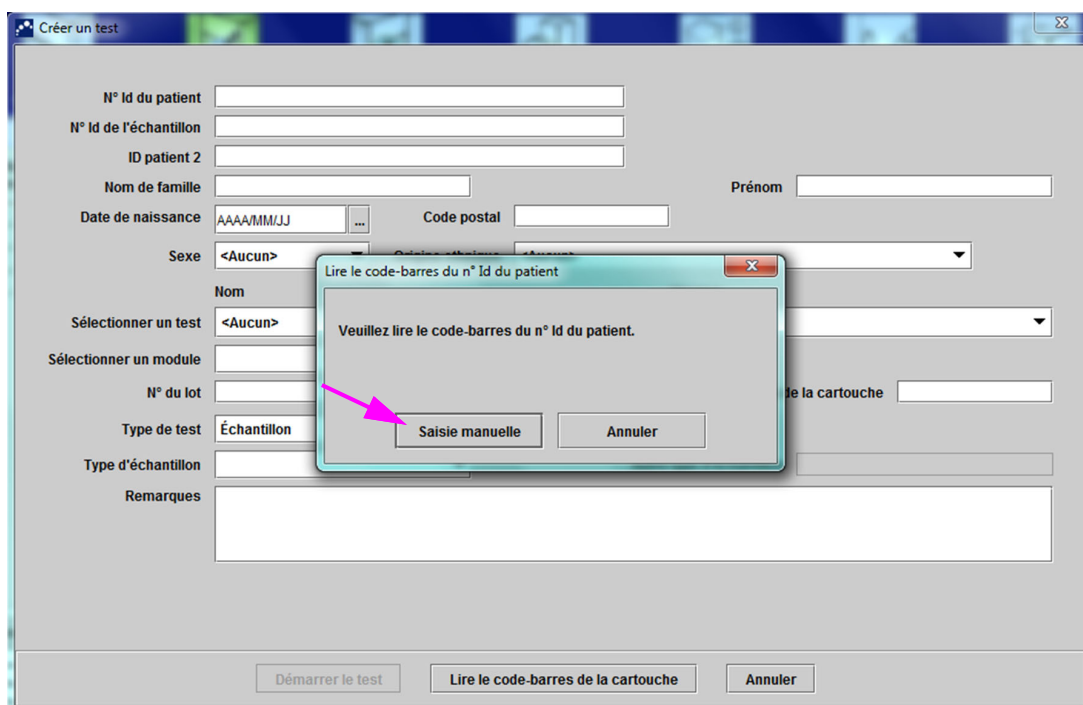 Créer un test
N° Id du patient
N° Id de l'échantillon
ID patient 2
Nom de famille Prénom
Date de naissance AAAA/MM/JJ ... Code postal
Sexe <Aucun>
Lire le code-barres du n° Id du patient
Nom
Veuillez lire le code-barres du n° Id du patient.
Sélectionner un test <Aucun>
Sélectionner un module
N° du lot de la cartouche
Saisie manuelle Annuler
Type de test Échantillon
Type d'échantillon
Remarques
Démarrer le test Lire le code-barres de la cartouche Annuler